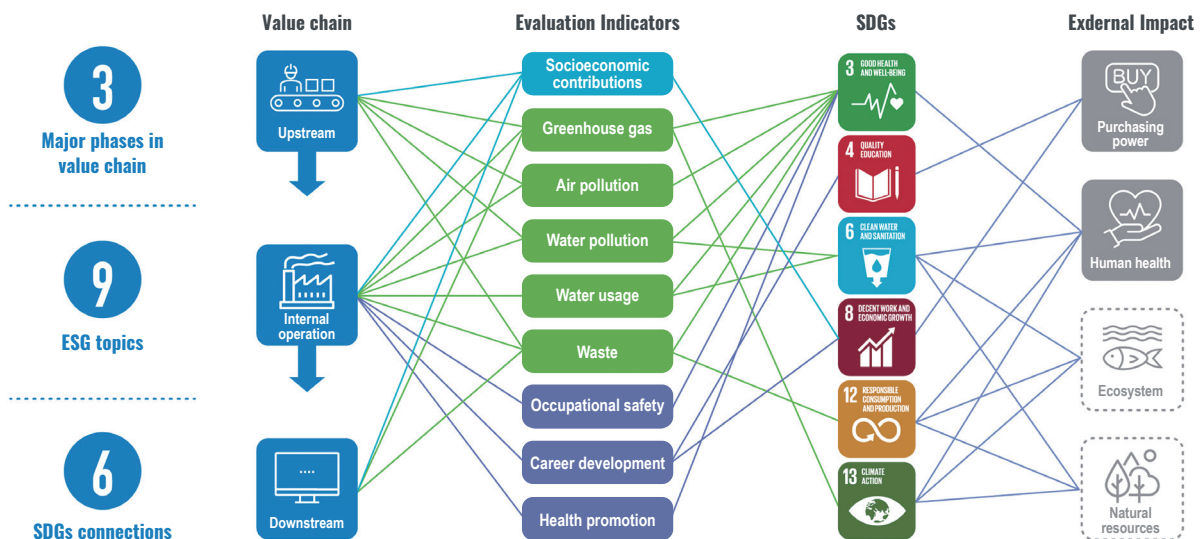 Value chain
Evaluation Indicators
SDGs
Exdernal Impact
3
Major phases in
value chain
9
ESG topics
6
SDGs connections
Upstream
Internal
operation
Downstream
Socioeconomic
contributions
Greenhouse gas
Air pollution
Water pollution
Water usage
Waste
Occupational safety
Career development
Health promotion
3 GOOD HEALTH
AND WELL-BEING
4 QUALITY
EDUCATION
6 CLEAN WATER
AND SANITATION
8 DECENT WORK AND
ECONOMIC GROWTH
12 RESPONSIBLE
CONSUMPTION
AND PRODUCTION
13 CLIMATE
ACTION
BUY
Purchasing
power
Human health
Ecosystem
Natural
resources